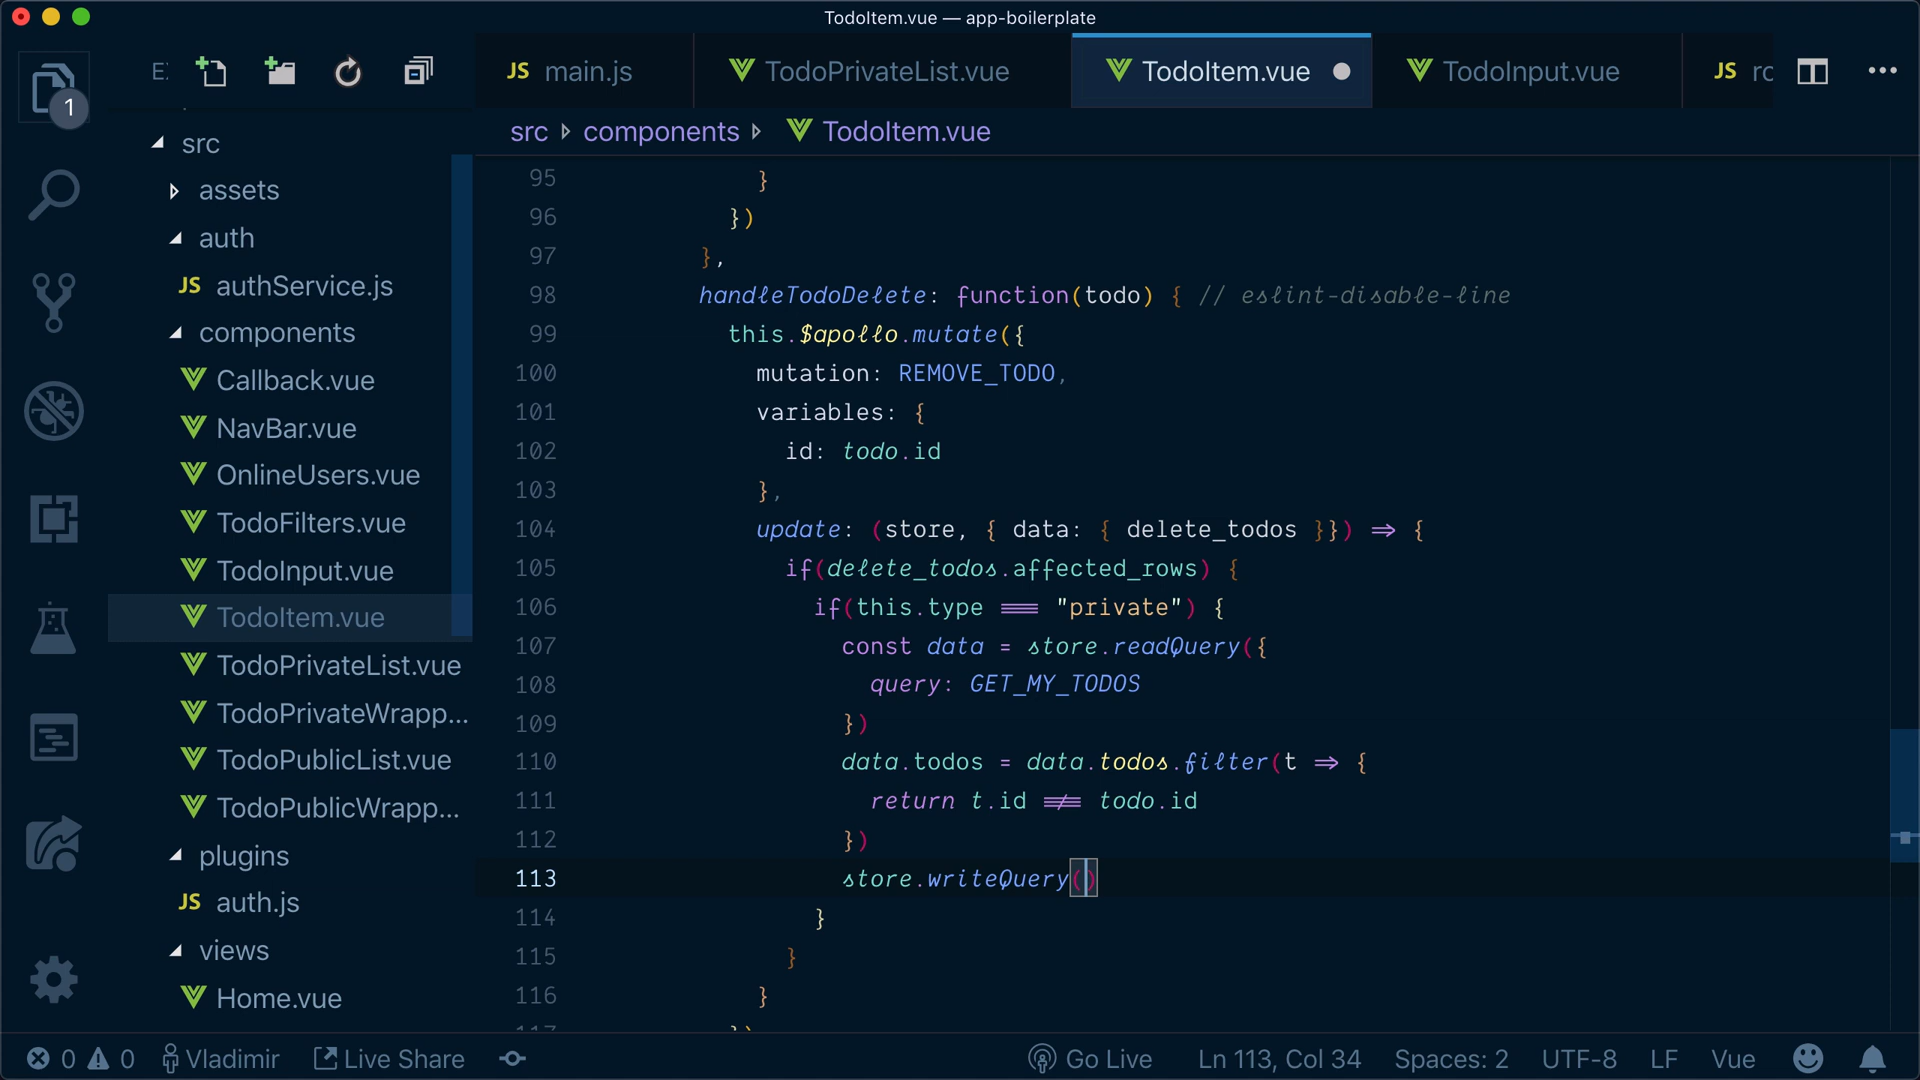 TodoItem.vue — app-boilerplate
E:
JS main.js
TodoPrivateList.vue
TodoItem.vue
TodoInput.vue
JS
1
src
components
TodoItem.vue
src
assets
auth
JS authService.js
components
Callback.vue
NavBar.vue
OnlineUsers.vue
TodoFilters.vue
TodoInput.vue
TodoItem.vue
TodoPrivateList.vue
TodoPrivateWrapp...
TodoPublicList.vue
TodoPublicWrapp...
plugins
JS auth.js
views
Home.vue
95 }
96 })
97 },
98 handleTodoDelete: function(todo) { // eslint-disable-line
99 this.$apollo.mutate({
100 mutation: REMOVE_TODO,
101 variables: {
102 id: todo.id
103 },
104 update: (store, { data: { delete_todos }}) => {
105 if(delete_todos.affected_rows) {
106 if(this.type === "private") {
107 const data = store.readQuery({
108 query: GET_MY_TODOS
109 })
110 data.todos = data.todos.filter(t => {
111 return t.id !== todo.id
112 })
113 store.writeQuery()
114 }
115 }
116 }
0 0 Vladimir Live Share Go Live Ln 113, Col 34 Spaces: 2 UTF-8 LF Vue